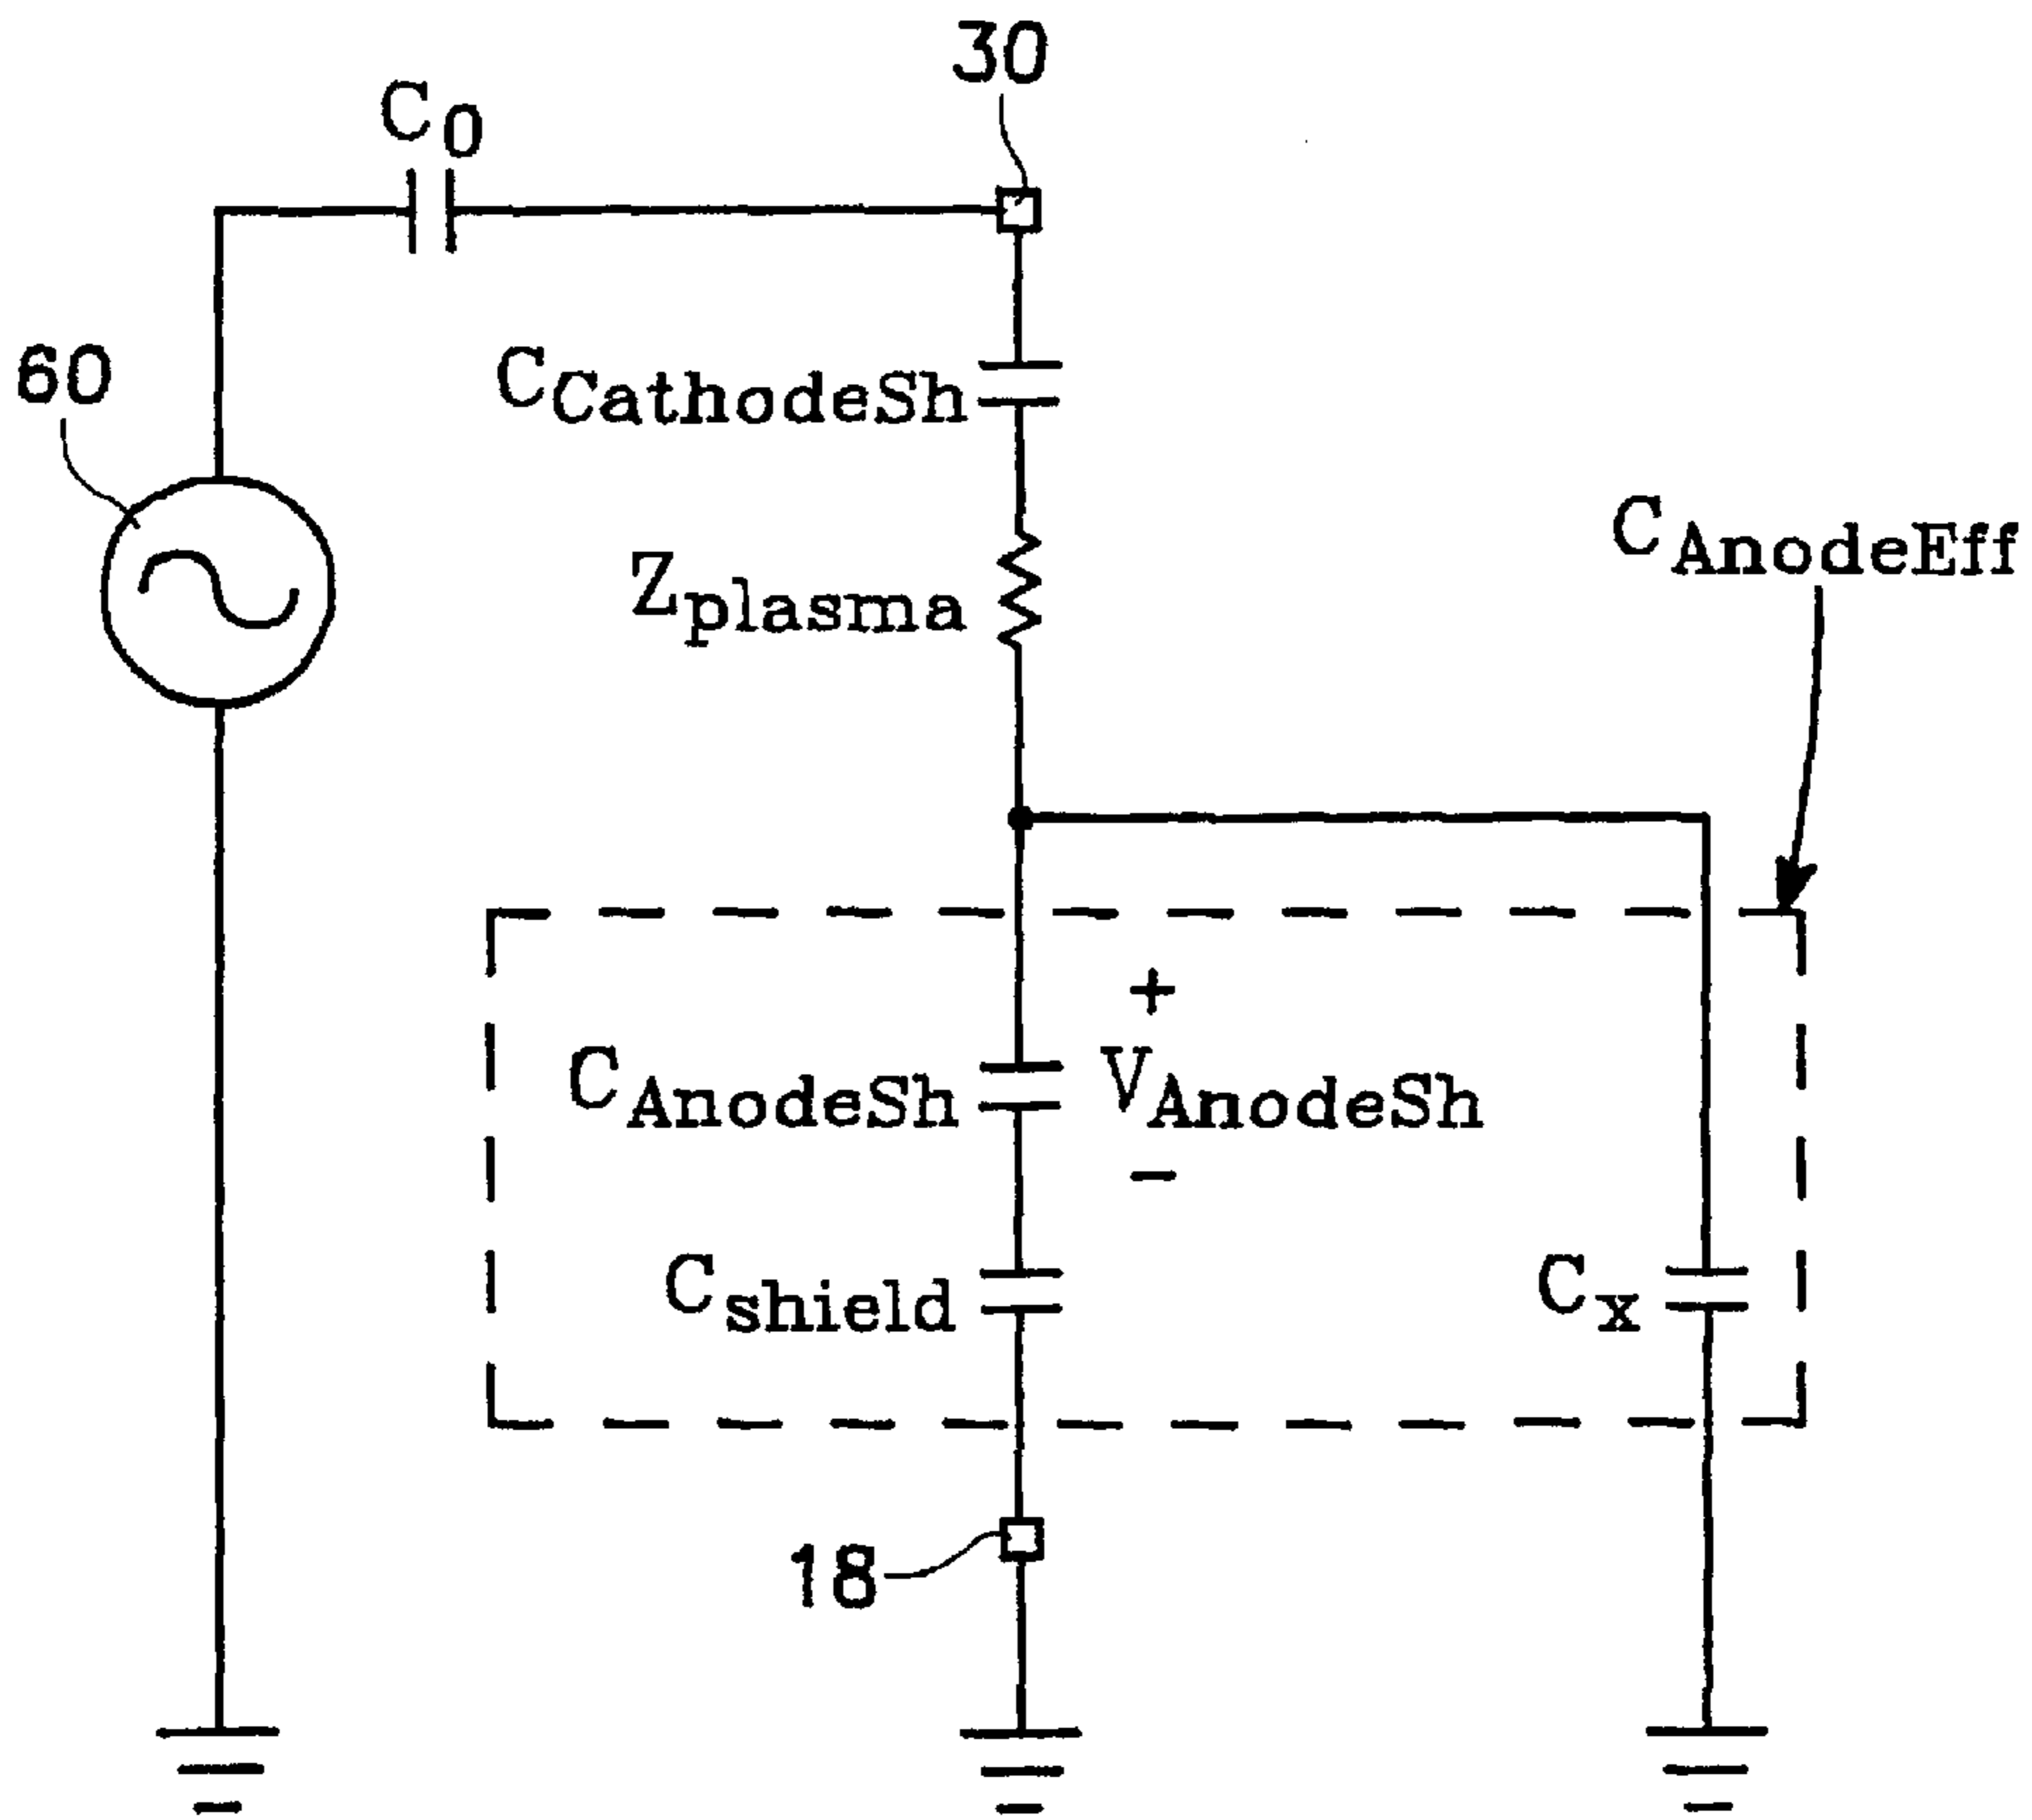 30
C0
60
CCathodeSh
Zplasma
CAnodeEff
+
CAnodeSh
VAnodeSh
−
Cshield
Cx
18